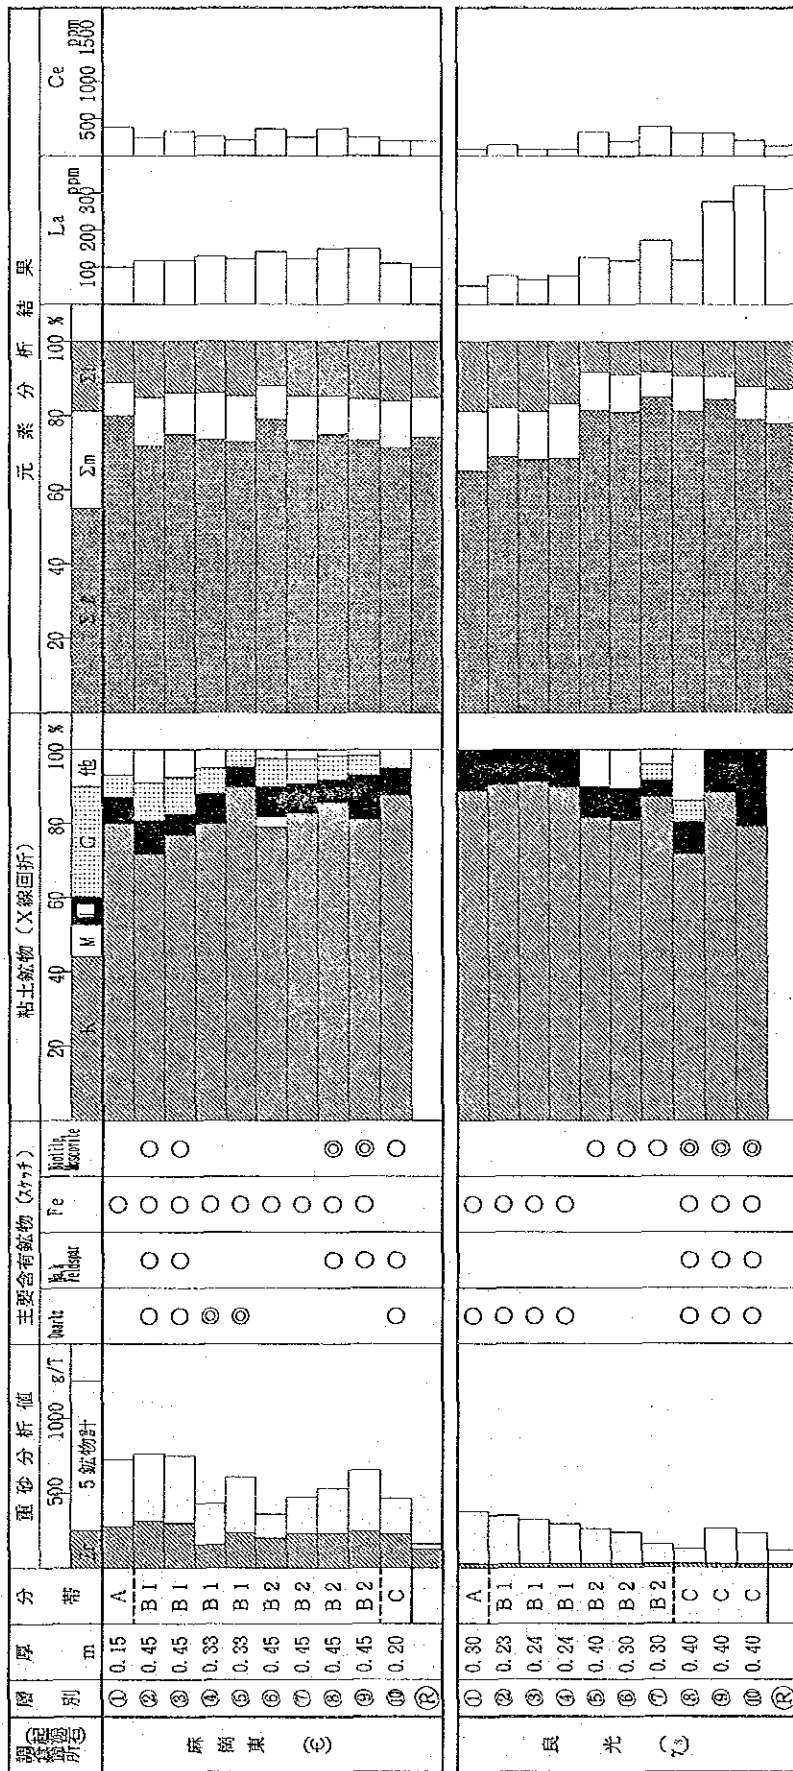 層 別 厚 m 分 帯 重砂分析値 主要含有鉱物 (スケッチ) 粘土鉱物 (X線回折) 元素分析結果
500 1000 g/T
5鉱物計
Quartz
Feldspar
Fe
Biotite
20 40 60 80 100 %
K M I G 他
20 40 60 80 100 %
Σm
La
100 200 300 ppm
Ce
500 1000 1500 ppm
麻崗東
① 0.15 A
② 0.45 B1
③ 0.45 B1
④ 0.33 B1
⑤ 0.33 B1
⑥ 0.45 B2
⑦ 0.45 B2
⑧ 0.45 B2
⑨ 0.45 B2
⑩ 0.20 C
Ⓡ
良光
① 0.30 A
② 0.23 B1
③ 0.24 B1
④ 0.24 B1
⑤ 0.40 B2
⑥ 0.30 B2
⑦ 0.30 B2
⑧ 0.40 C
⑨ 0.40 C
⑩ 0.40 C
Ⓡ